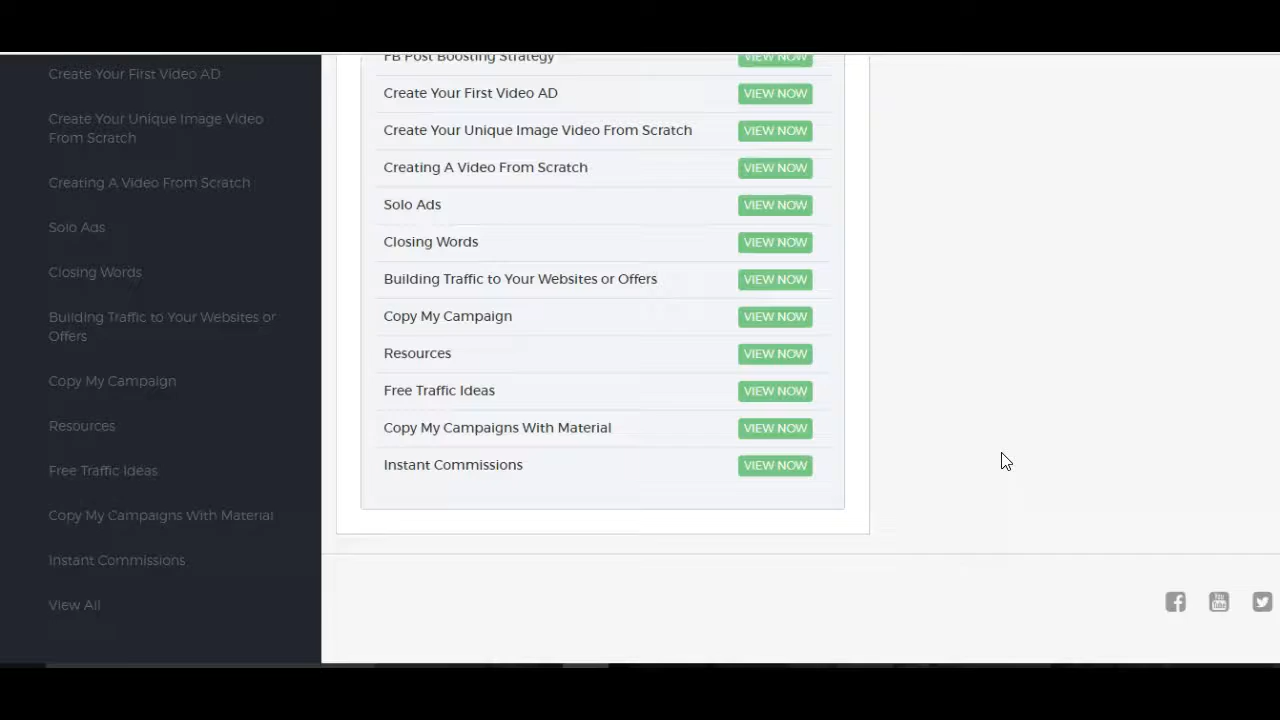 Create Your First Video AD
Create Your Unique Image Video
From Scratch
Creating A Video From Scratch
Solo Ads
Closing Words
Building Traffic to Your Websites or
Offers
Copy My Campaign
Resources
Free Traffic Ideas
Copy My Campaigns With Material
Instant Commissions
View All
FB Post Boosting Strategy VIEW NOW
Create Your First Video AD VIEW NOW
Create Your Unique Image Video From Scratch VIEW NOW
Creating A Video From Scratch VIEW NOW
Solo Ads VIEW NOW
Closing Words VIEW NOW
Building Traffic to Your Websites or Offers VIEW NOW
Copy My Campaign VIEW NOW
Resources VIEW NOW
Free Traffic Ideas VIEW NOW
Copy My Campaigns With Material VIEW NOW
Instant Commissions VIEW NOW
You
Tube